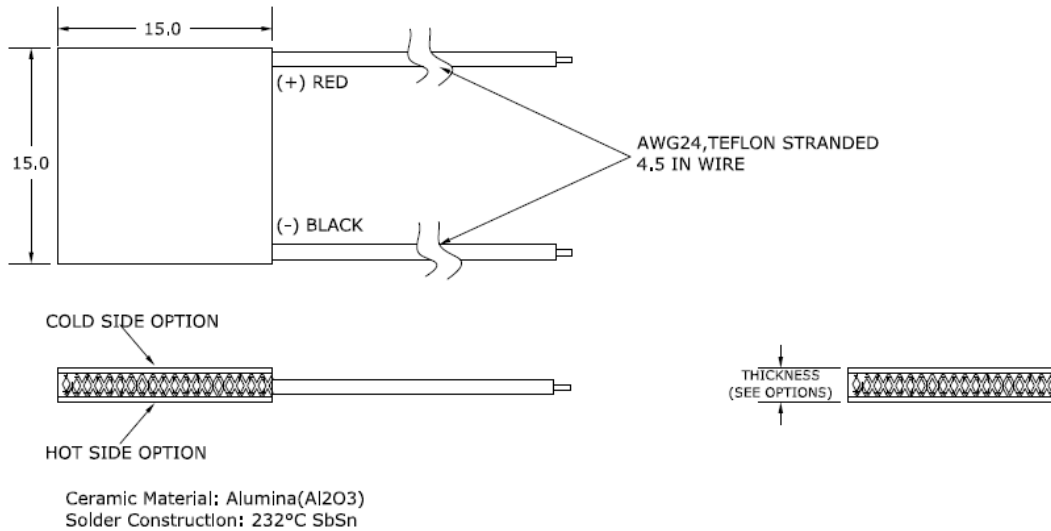 15.0
(+) RED
15.0
AWG24,TEFLON STRANDED
4.5 IN WIRE
(-) BLACK
COLD SIDE OPTION
THICKNESS
(SEE OPTIONS)
HOT SIDE OPTION
Ceramic Material: Alumina(Al2O3)
Solder Construction: 232°C SbSn